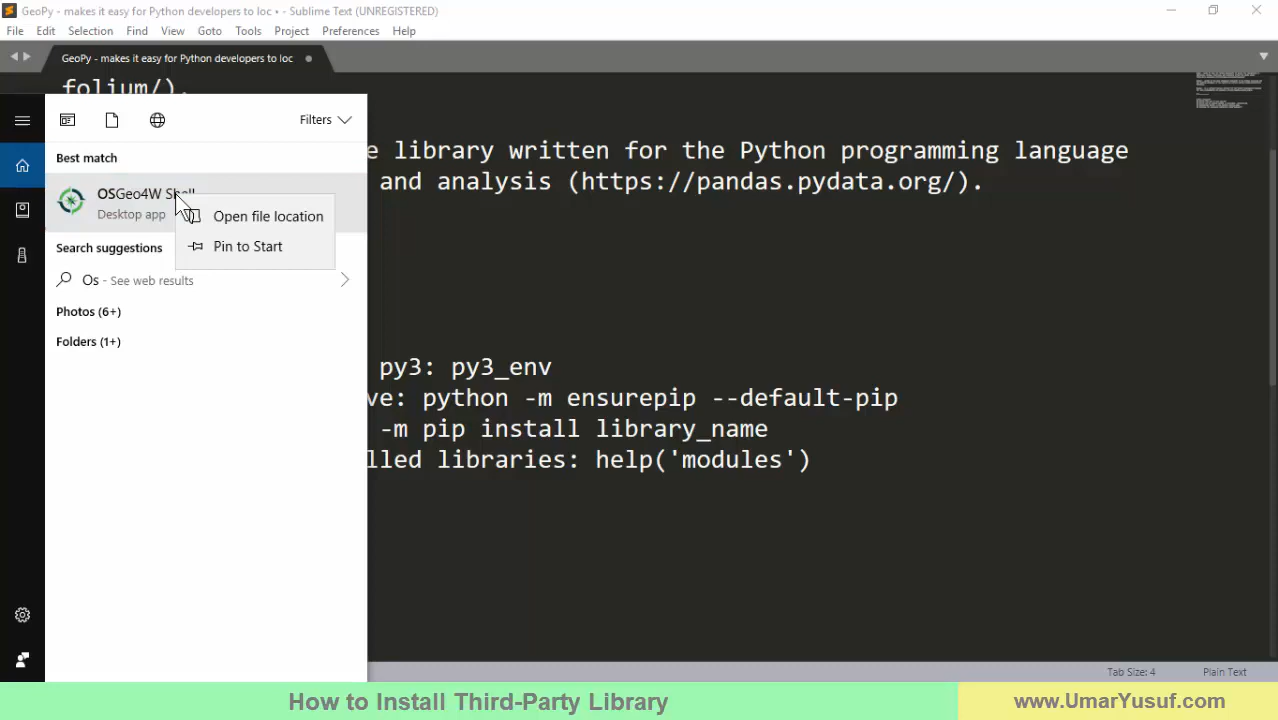 GeoPy - makes it easy for Python developers to loc • - Sublime Text (UNREGISTERED)
File Edit Selection Find View Goto Tools Project Preferences Help
GeoPy - makes it easy for Python developers to loc
folium/).
Filters
Best match
e library written for the Python programming language
and analysis (https://pandas.pydata.org/).
OSGeo4W Shell
Desktop app
Open file location
Pin to Start
Search suggestions
Os - See web results
Photos (6+)
Folders (1+)
py3: py3_env
ve: python -m ensurepip --default-pip
-m pip install library_name
lled libraries: help('modules')
Tab Size: 4 Plain Text
How to Install Third-Party Library
www.UmarYusuf.com